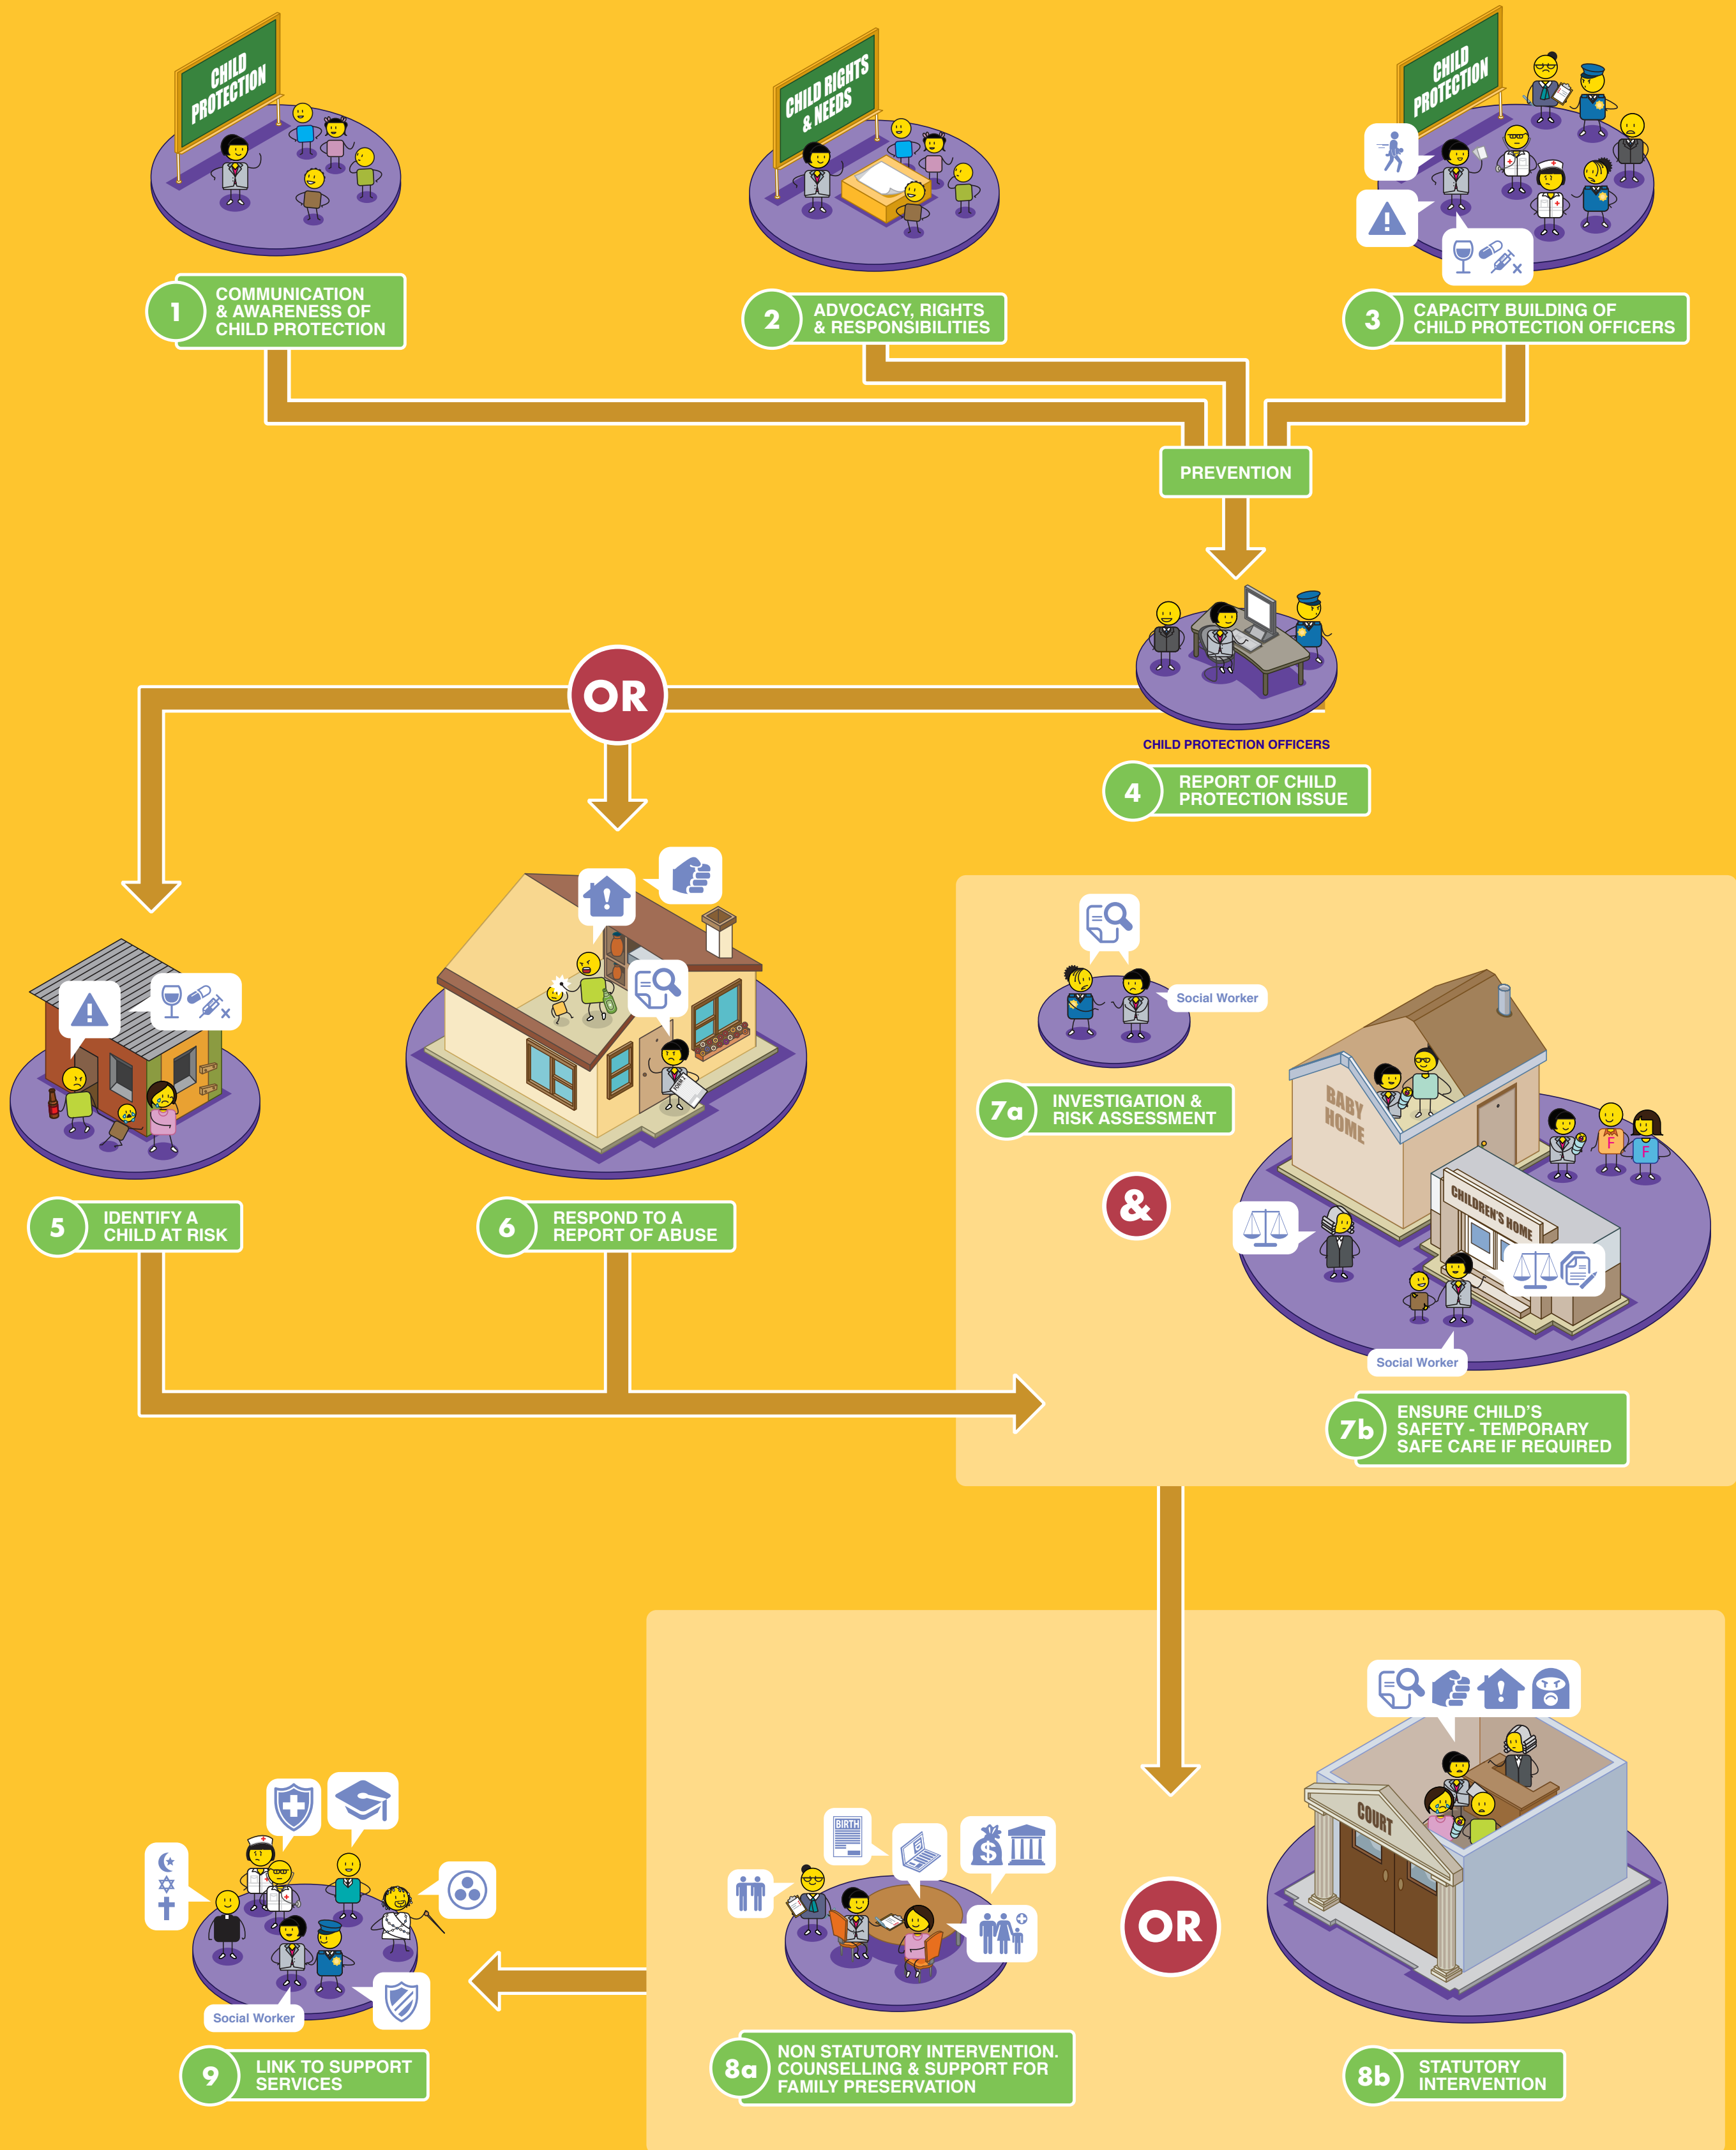 CHILD
PROTECTION
CHILD RIGHTS
& NEEDS
CHILD
PROTECTION
1
COMMUNICATION
& AWARENESS OF
CHILD PROTECTION
2
ADVOCACY, RIGHTS
& RESPONSIBILITIES
3
CAPACITY BUILDING OF
CHILD PROTECTION OFFICERS
PREVENTION
OR
CHILD PROTECTION OFFICERS
4
REPORT OF CHILD
PROTECTION ISSUE
5
IDENTIFY A
CHILD AT RISK
6
RESPOND TO A
REPORT OF ABUSE
Social Worker
7a
INVESTIGATION &
RISK ASSESSMENT
&
BABY
HOME
F
F
CHILDREN'S HOME
Social Worker
7b
ENSURE CHILD'S
SAFETY - TEMPORARY
SAFE CARE IF REQUIRED
COURT
BIRTH
$
OR
Social Worker
9
LINK TO SUPPORT
SERVICES
8a
NON STATUTORY INTERVENTION.
COUNSELLING & SUPPORT FOR
FAMILY PRESERVATION
8b
STATUTORY
INTERVENTION